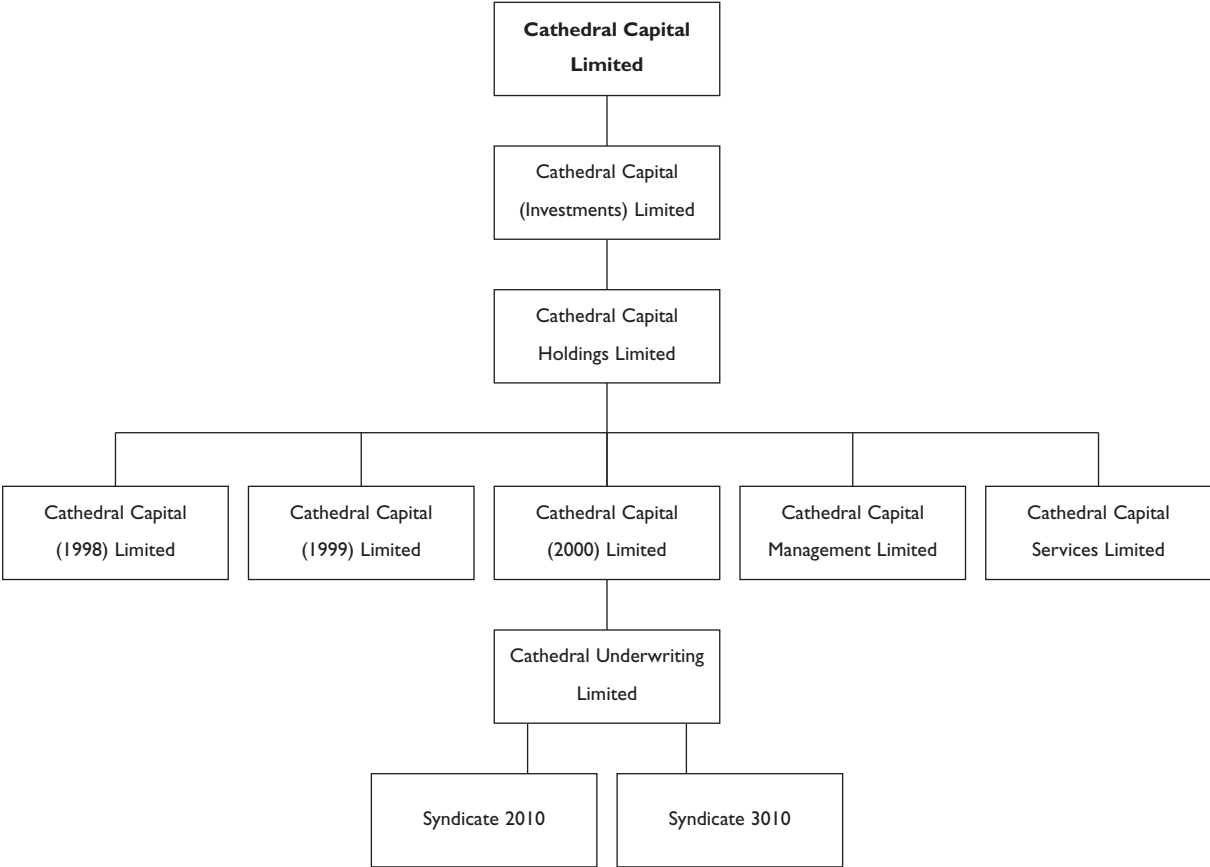 Cathedral Capital
Limited
Cathedral Capital
(Investments) Limited
Cathedral Capital
Holdings Limited
Cathedral Capital
(1998) Limited
Cathedral Capital
(1999) Limited
Cathedral Capital
(2000) Limited
Cathedral Capital
Management Limited
Cathedral Capital
Services Limited
Cathedral Underwriting
Limited
Syndicate 2010
Syndicate 3010